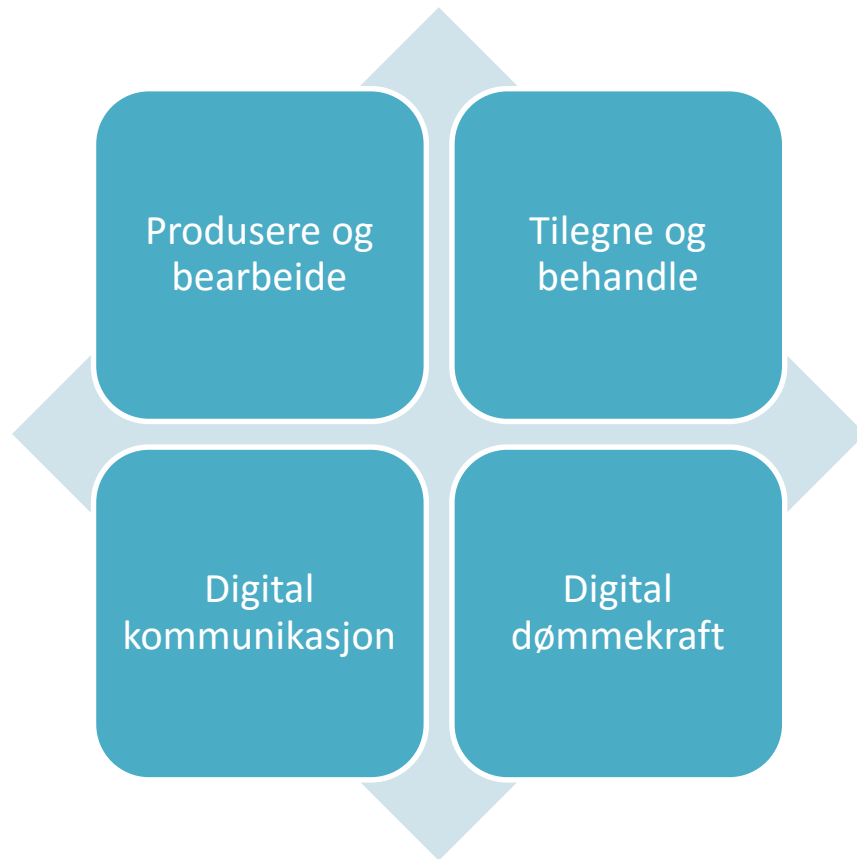 Produsere og
bearbeide
Tilegne og
behandle
Digital
kommunikasjon
Digital
dømmekraft